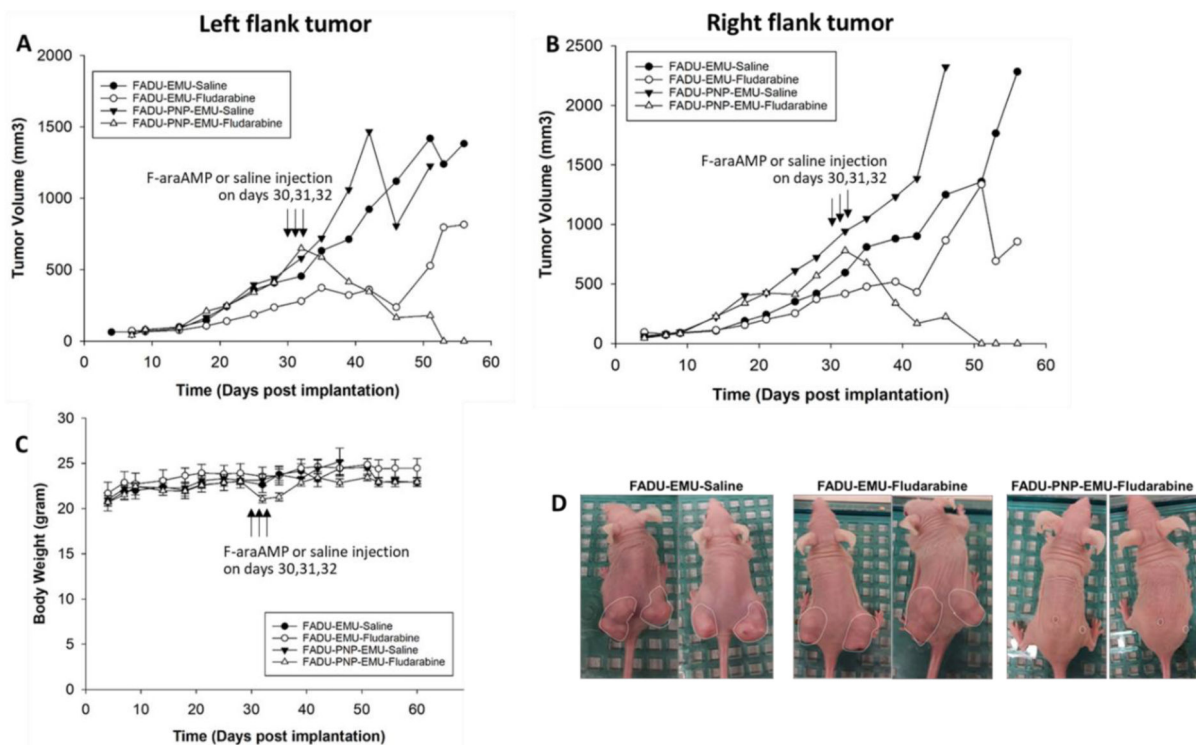 Left flank tumor
Right flank tumor
A
2000
1500
1000
500
0
Tumor Volume (mm3)
FADU-EMU-Saline
FADU-EMU-Fludarabine
FADU-PNP-EMU-Saline
FADU-PNP-EMU-Fludarabine
F-araAMP or saline injection
on days 30,31,32
0 10 20 30 40 50 60
Time (Days post implantation)
B
2500
2000
1500
1000
500
0
Tumor Volume (mm3)
FADU-EMU-Saline
FADU-EMU-Fludarabine
FADU-PNP-EMU-Saline
FADU-PNP-EMU-Fludarabine
F-araAMP or saline injection
on days 30,31,32
0 10 20 30 40 50 60
Time (Days post implantation)
C
30
25
20
15
10
5
0
Body Weight (gram)
F-araAMP or saline injection
on days 30,31,32
FADU-EMU-Saline
FADU-EMU-Fludarabine
FADU-PNP-EMU-Saline
FADU-PNP-EMU-Fludarabine
0 10 20 30 40 50 60
Time (Days post implantation)
D
FADU-EMU-Saline
FADU-EMU-Fludarabine
FADU-PNP-EMU-Fludarabine